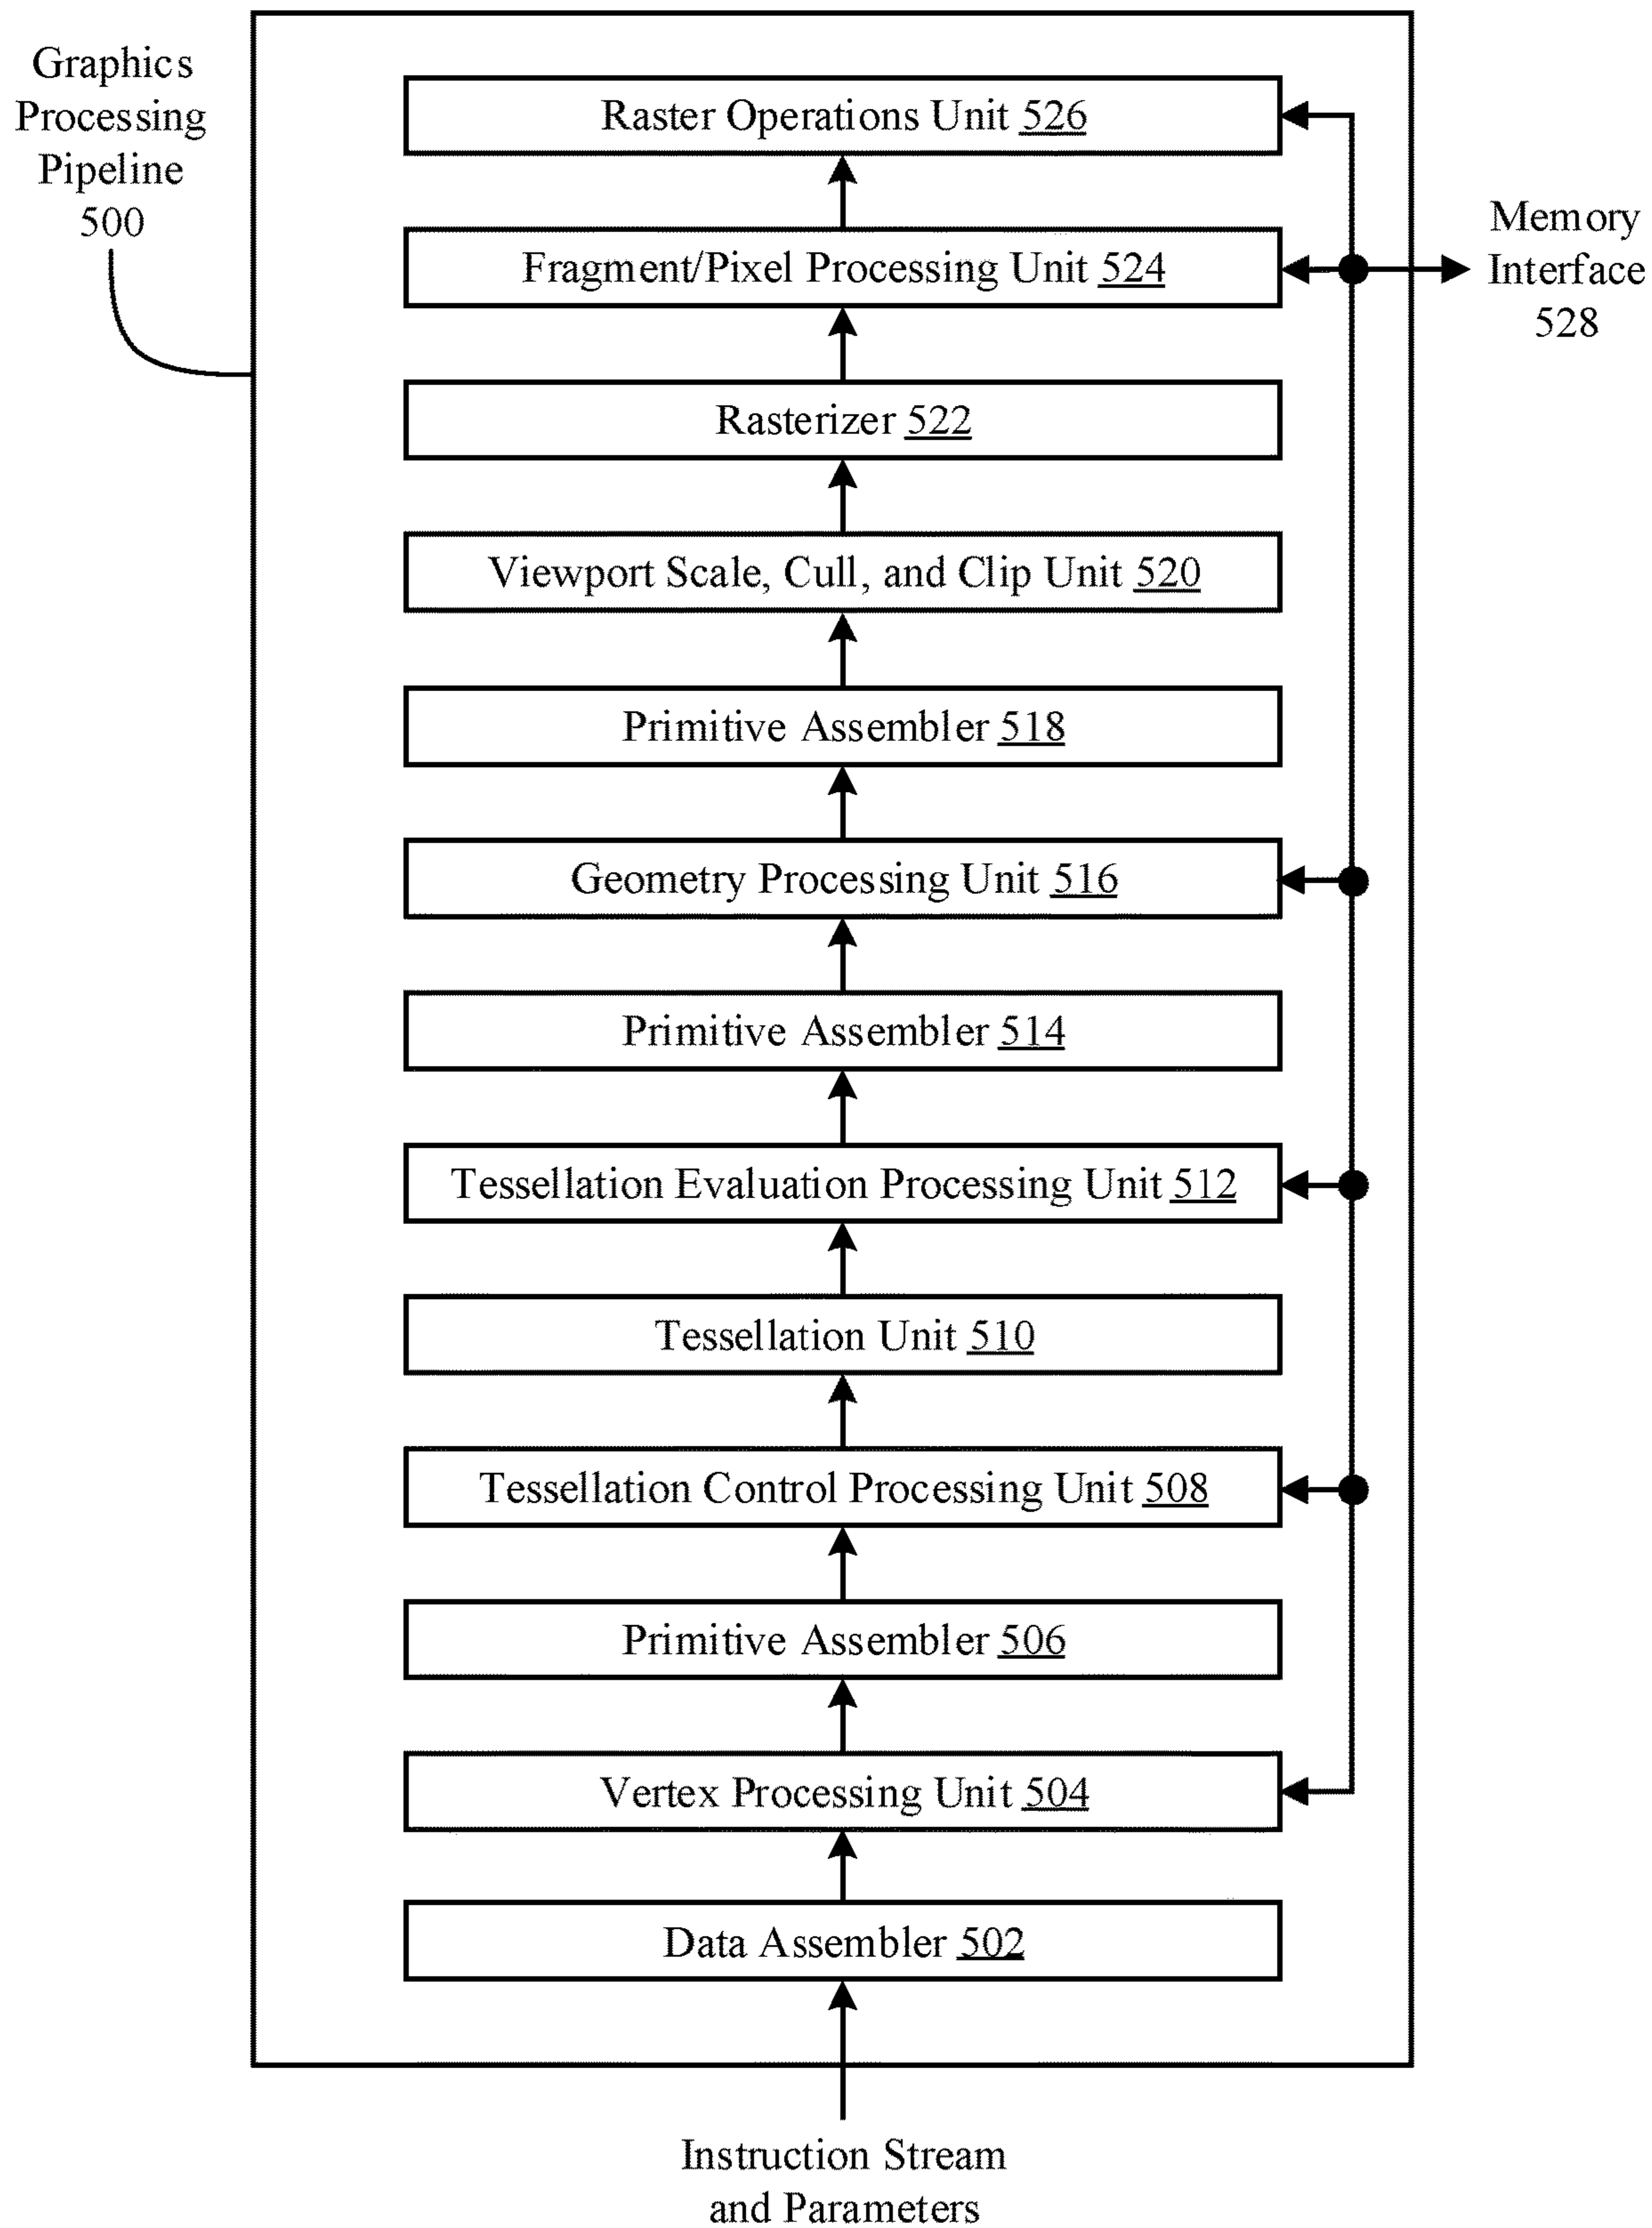 Graphics
Processing
Pipeline
500
Raster Operations Unit 526
Fragment/Pixel Processing Unit 524
Memory
Interface
528
Rasterizer 522
Viewport Scale, Cull, and Clip Unit 520
Primitive Assembler 518
Geometry Processing Unit 516
Primitive Assembler 514
Tessellation Evaluation Processing Unit 512
Tessellation Unit 510
Tessellation Control Processing Unit 508
Primitive Assembler 506
Vertex Processing Unit 504
Data Assembler 502
Instruction Stream
and Parameters